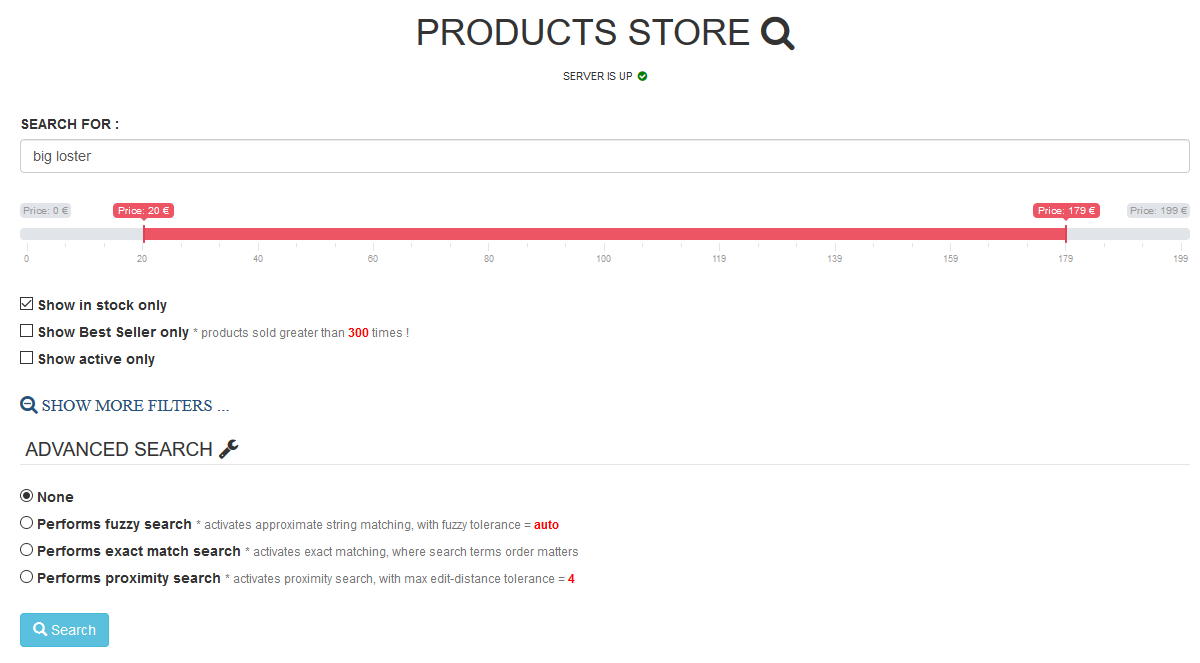 PRODUCTS STORE
SERVER IS UP
SEARCH FOR :
big loster
Price: 0 € Price: 20 € Price: 179 € Price: 199 €
0 20 40 60 80 100 119 139 159 179 199
Show in stock only
Show Best Seller only * products sold greater than 300 times !
Show active only
SHOW MORE FILTERS ...
ADVANCED SEARCH
None
Performs fuzzy search * activates approximate string matching, with fuzzy tolerance = auto
Performs exact match search * activates exact matching, where search terms order matters
Performs proximity search * activates proximity search, with max edit-distance tolerance = 4
Search